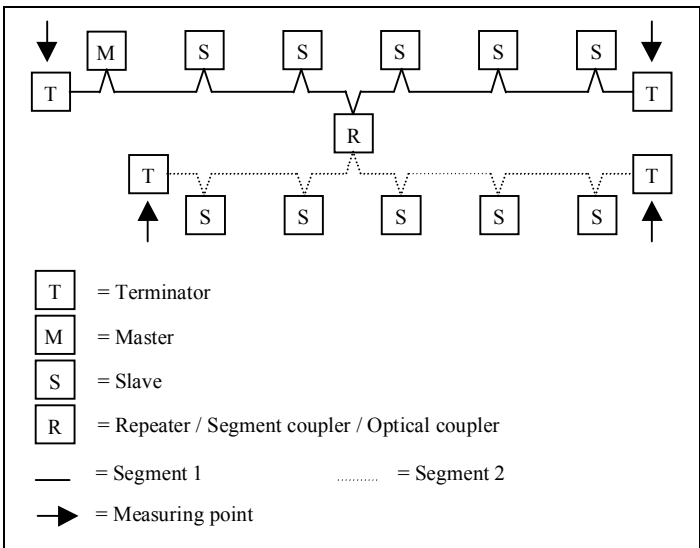 M S S S S S
T T
R
T T
S S S S S
T = Terminator
M = Master
S = Slave
R = Repeater / Segment coupler / Optical coupler
= Segment 1 = Segment 2
= Measuring point